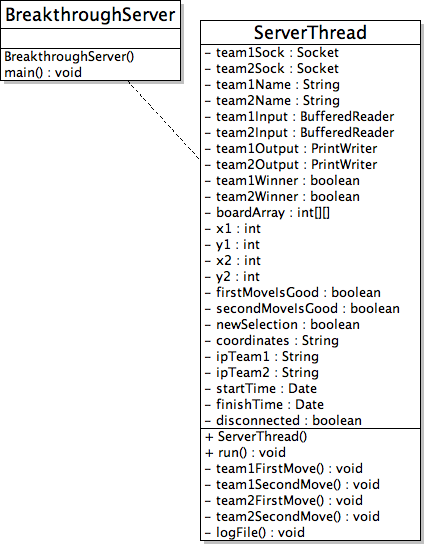 BreakthroughServer
BreakthroughServer()
main() : void
ServerThread
- team1Sock : Socket
- team2Sock : Socket
- team1Name : String
- team2Name : String
- team1Input : BufferedReader
- team2Input : BufferedReader
- team1Output : PrintWriter
- team2Output : PrintWriter
- team1Winner : boolean
- team2Winner : boolean
- boardArray : int[][]
- x1 : int
- y1 : int
- x2 : int
- y2 : int
- firstMoveIsGood : boolean
- secondMoveIsGood : boolean
- newSelection : boolean
- coordinates : String
- ipTeam1 : String
- ipTeam2 : String
- startTime : Date
- finishTime : Date
- disconnected : boolean
+ ServerThread()
+ run() : void
- team1FirstMove() : void
- team1SecondMove() : void
- team2FirstMove() : void
- team2SecondMove() : void
- logFile() : void